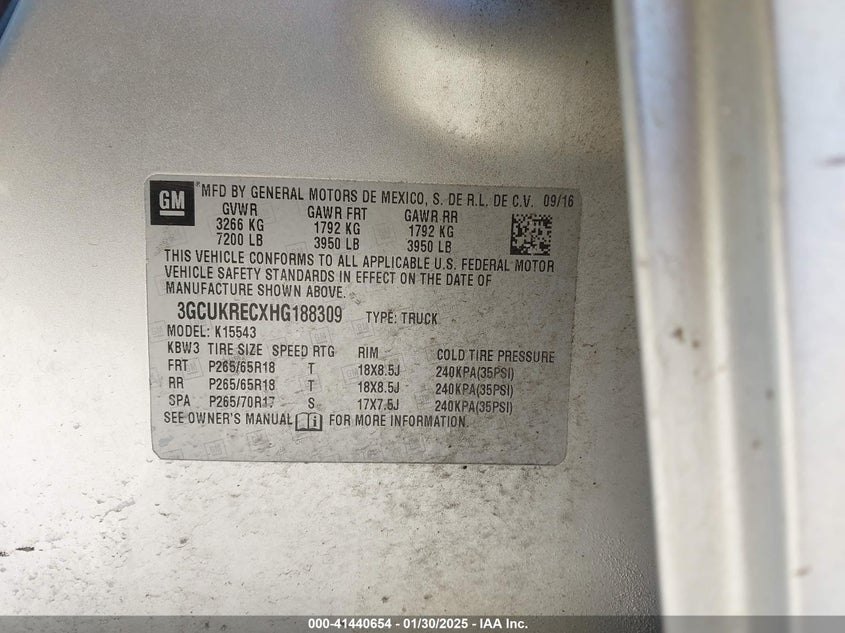 GM ® MFD BY GENERAL MOTORS DE MEXICO, S. DE R.L. DE C.V. 09/16
GVWR GAWR FRT GAWR RR
3266 KG 1792 KG 1792 KG
7200 LB 3950 LB 3950 LB
THIS VEHICLE CONFORMS TO ALL APPLICABLE U.S. FEDERAL MOTOR
VEHICLE SAFETY STANDARDS IN EFFECT ON THE DATE OF
MANUFACTURE SHOWN ABOVE.
3GCUKRECXHG188309 TYPE: TRUCK
MODEL: K15543
KBW3 TIRE SIZE SPEED RTG RIM COLD TIRE PRESSURE
FRT P265/65R18 T 18X8.5J 240KPA(35PSI)
RR P265/65R18 T 18X8.5J 240KPA(35PSI)
SPA P265/70R17 S 17X7.5J 240KPA(35PSI)
SEE OWNER'S MANUAL i FOR MORE INFORMATION
000-41440654 - 01/30/2025 - IAA Inc.